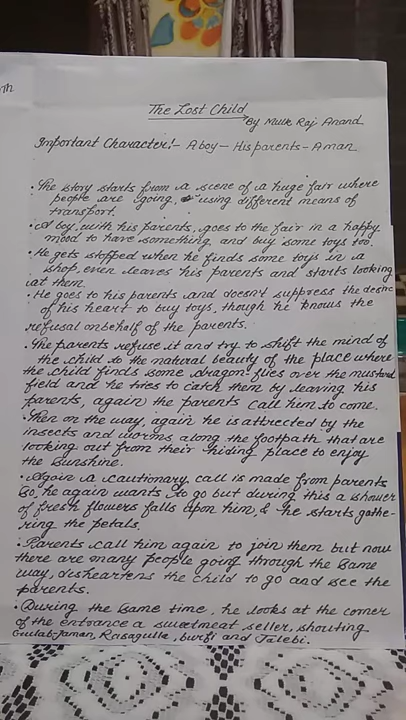 The Lost Child
By Mulk Raj Anand
Important Character:- A boy - His parents - A man.
• The story starts from a scene of a huge fair where
people are going, using different means of
transport.
• A boy, with his parents, goes to the fair in a happy
mood to have something, and buy some toys too.
• He gets stopped when he finds some toys in a
shop, even leaves his parents and starts looking
at them.
• He goes to his parents and doesn't suppress the desire
of his heart to buy toys, though he knows the
refusal onbehalf of the parents.
• The parents refuse it and try to shift the mind of
the child to the natural beauty of the place where
the child finds some dragon flies over the mustard
field and he tries to catch them by leaving his
parents, again the parents call him to come.
• Then on the way, again he is attrected by the
insects and worms along the footpath that are
looking out from their hiding place to enjoy
the Sunshine.
• Again a cautionary call is made from parents
So, he again wants to go but during this a shower
of fresh flowers falls upon him & he starts gathe-
ring the petals.
• Parents call him again to join them but now
there are many people going through the same
way, disheartens the child to go and see the
parents.
• During the same time, he looks at the corner
of the entrance a sweetmeat seller, shouting
Gulab-Jaman, Rasagulla, burfi and Jalebi.